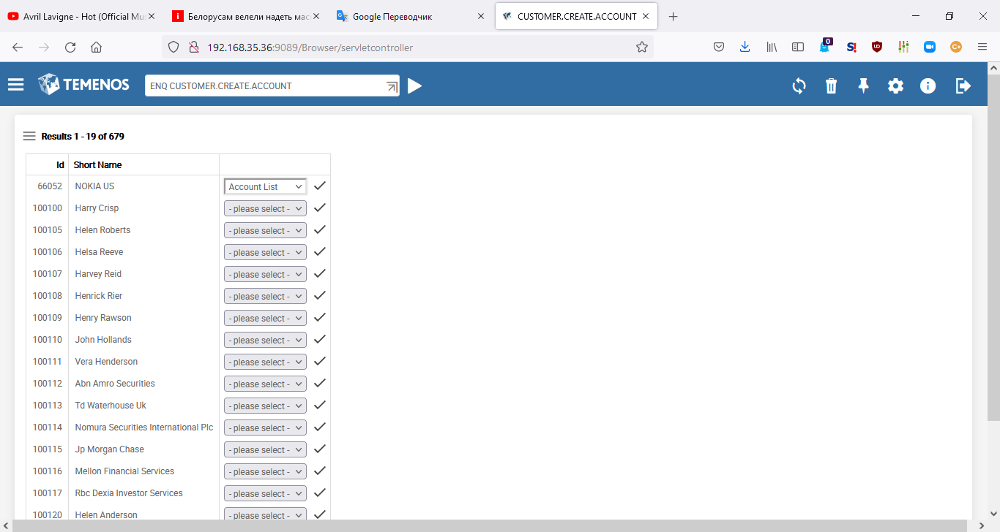 Avril Lavigne - Hot (Official Mus
Белорусам велели надеть мас
Google Переводчик
CUSTOMER.CREATE.ACCOUNT
192.168.35.36:9089/Browser/servletcontroller
0
S!
C+
TEMENOS
ENQ CUSTOMER.CREATE.ACCOUNT
Results 1 - 19 of 679
Id Short Name
66052 NOKIA US Account List
100100 Harry Crisp - please select -
100105 Helen Roberts - please select -
100106 Helsa Reeve - please select -
100107 Harvey Reid - please select -
100108 Henrick Rier - please select -
100109 Henry Rawson - please select -
100110 John Hollands - please select -
100111 Vera Henderson - please select -
100112 Abn Amro Securities - please select -
100113 Td Waterhouse Uk - please select -
100114 Nomura Securities International Plc - please select -
100115 Jp Morgan Chase - please select -
100116 Mellon Financial Services - please select -
100117 Rbc Dexia Investor Services - please select -
100120 Helen Anderson - please select -